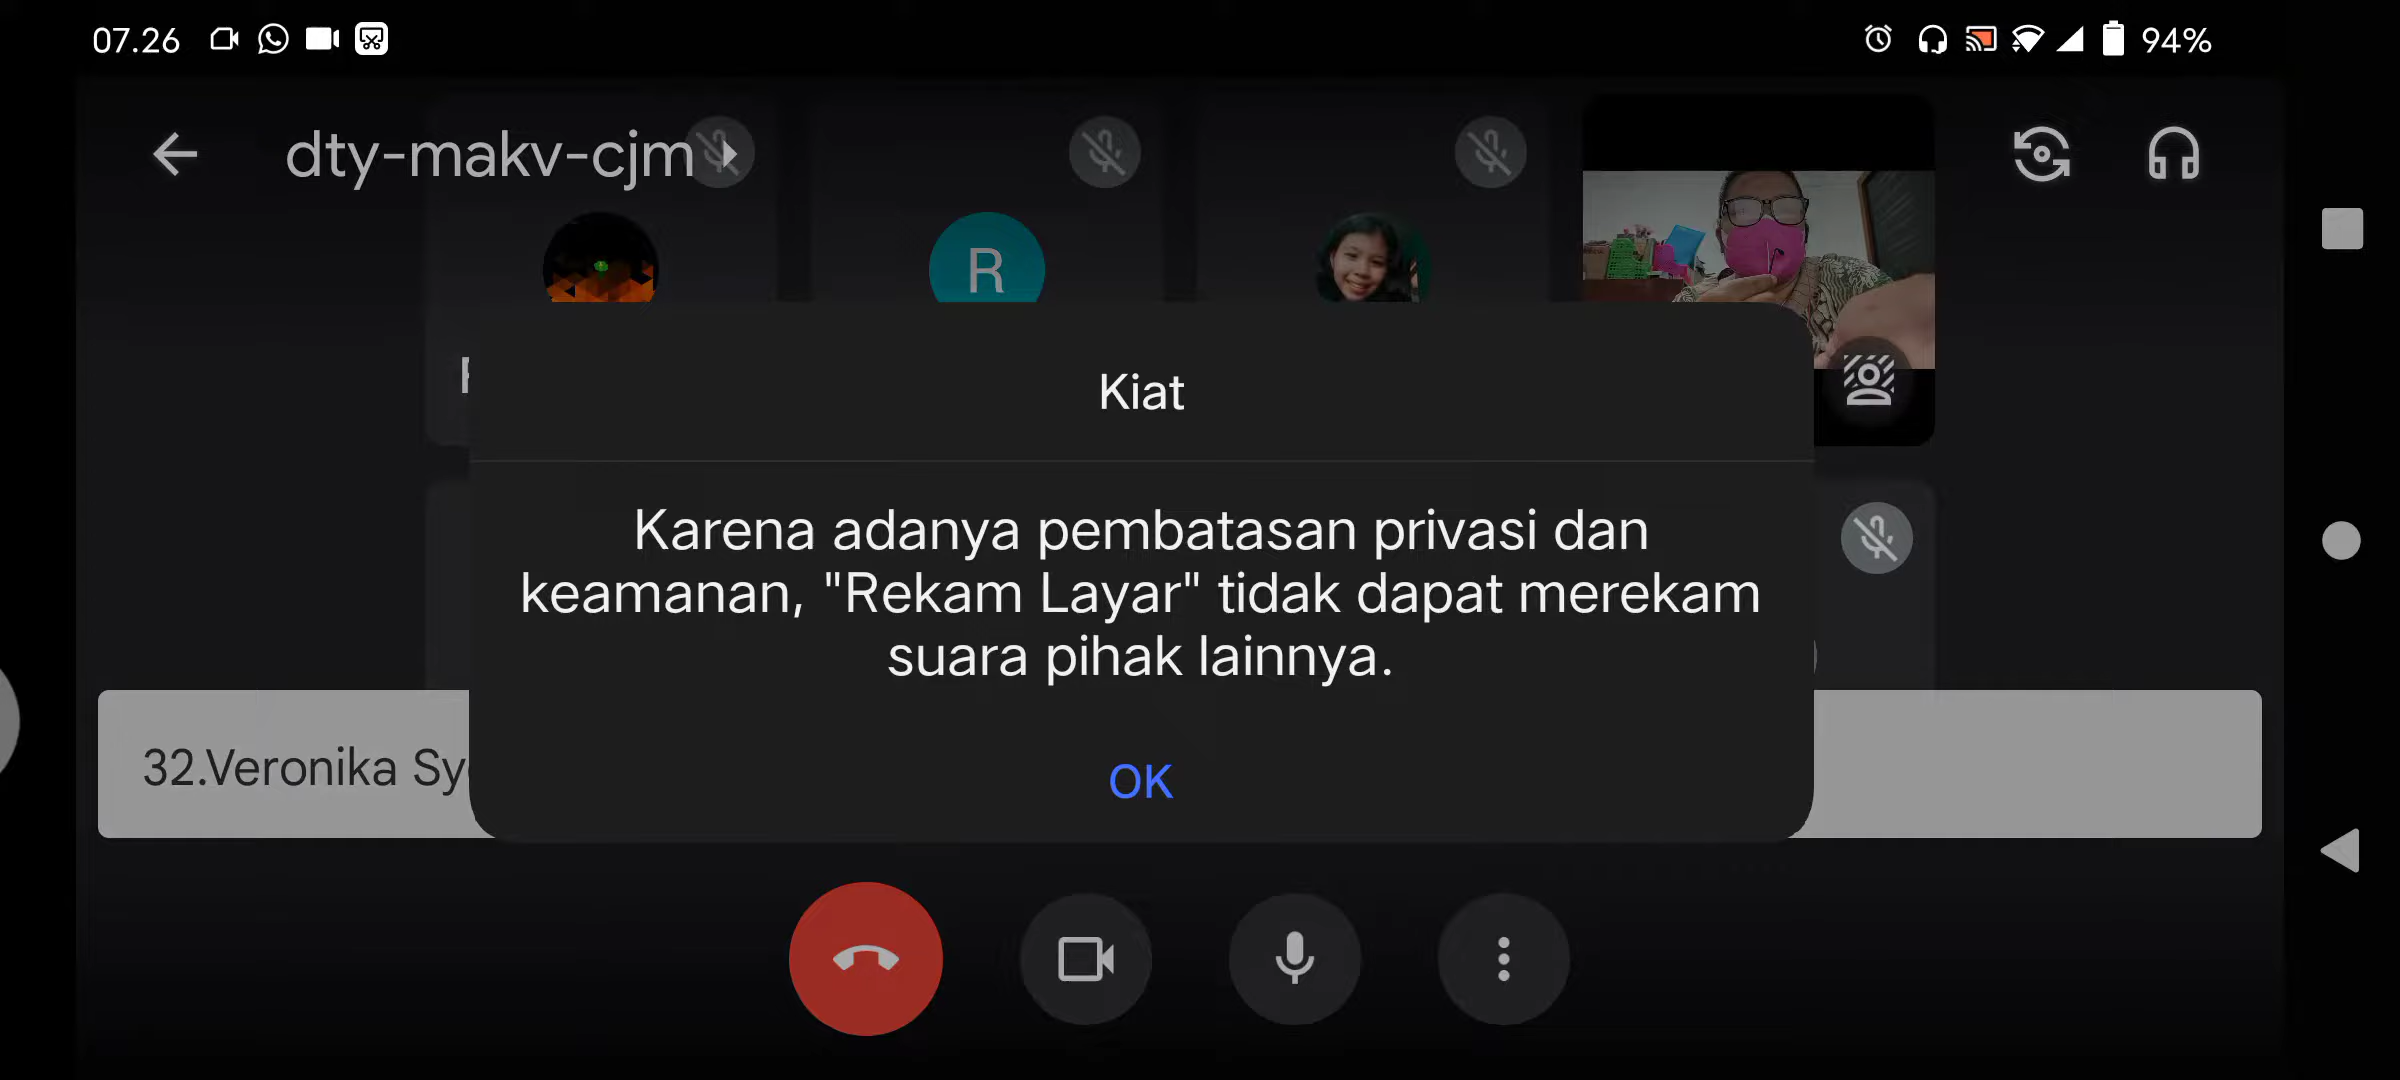 07.26
94%
dty-makv-cjm
R
Kiat
Karena adanya pembatasan privasi dan
keamanan, "Rekam Layar" tidak dapat merekam
suara pihak lainnya.
32.Veronika Sy
OK